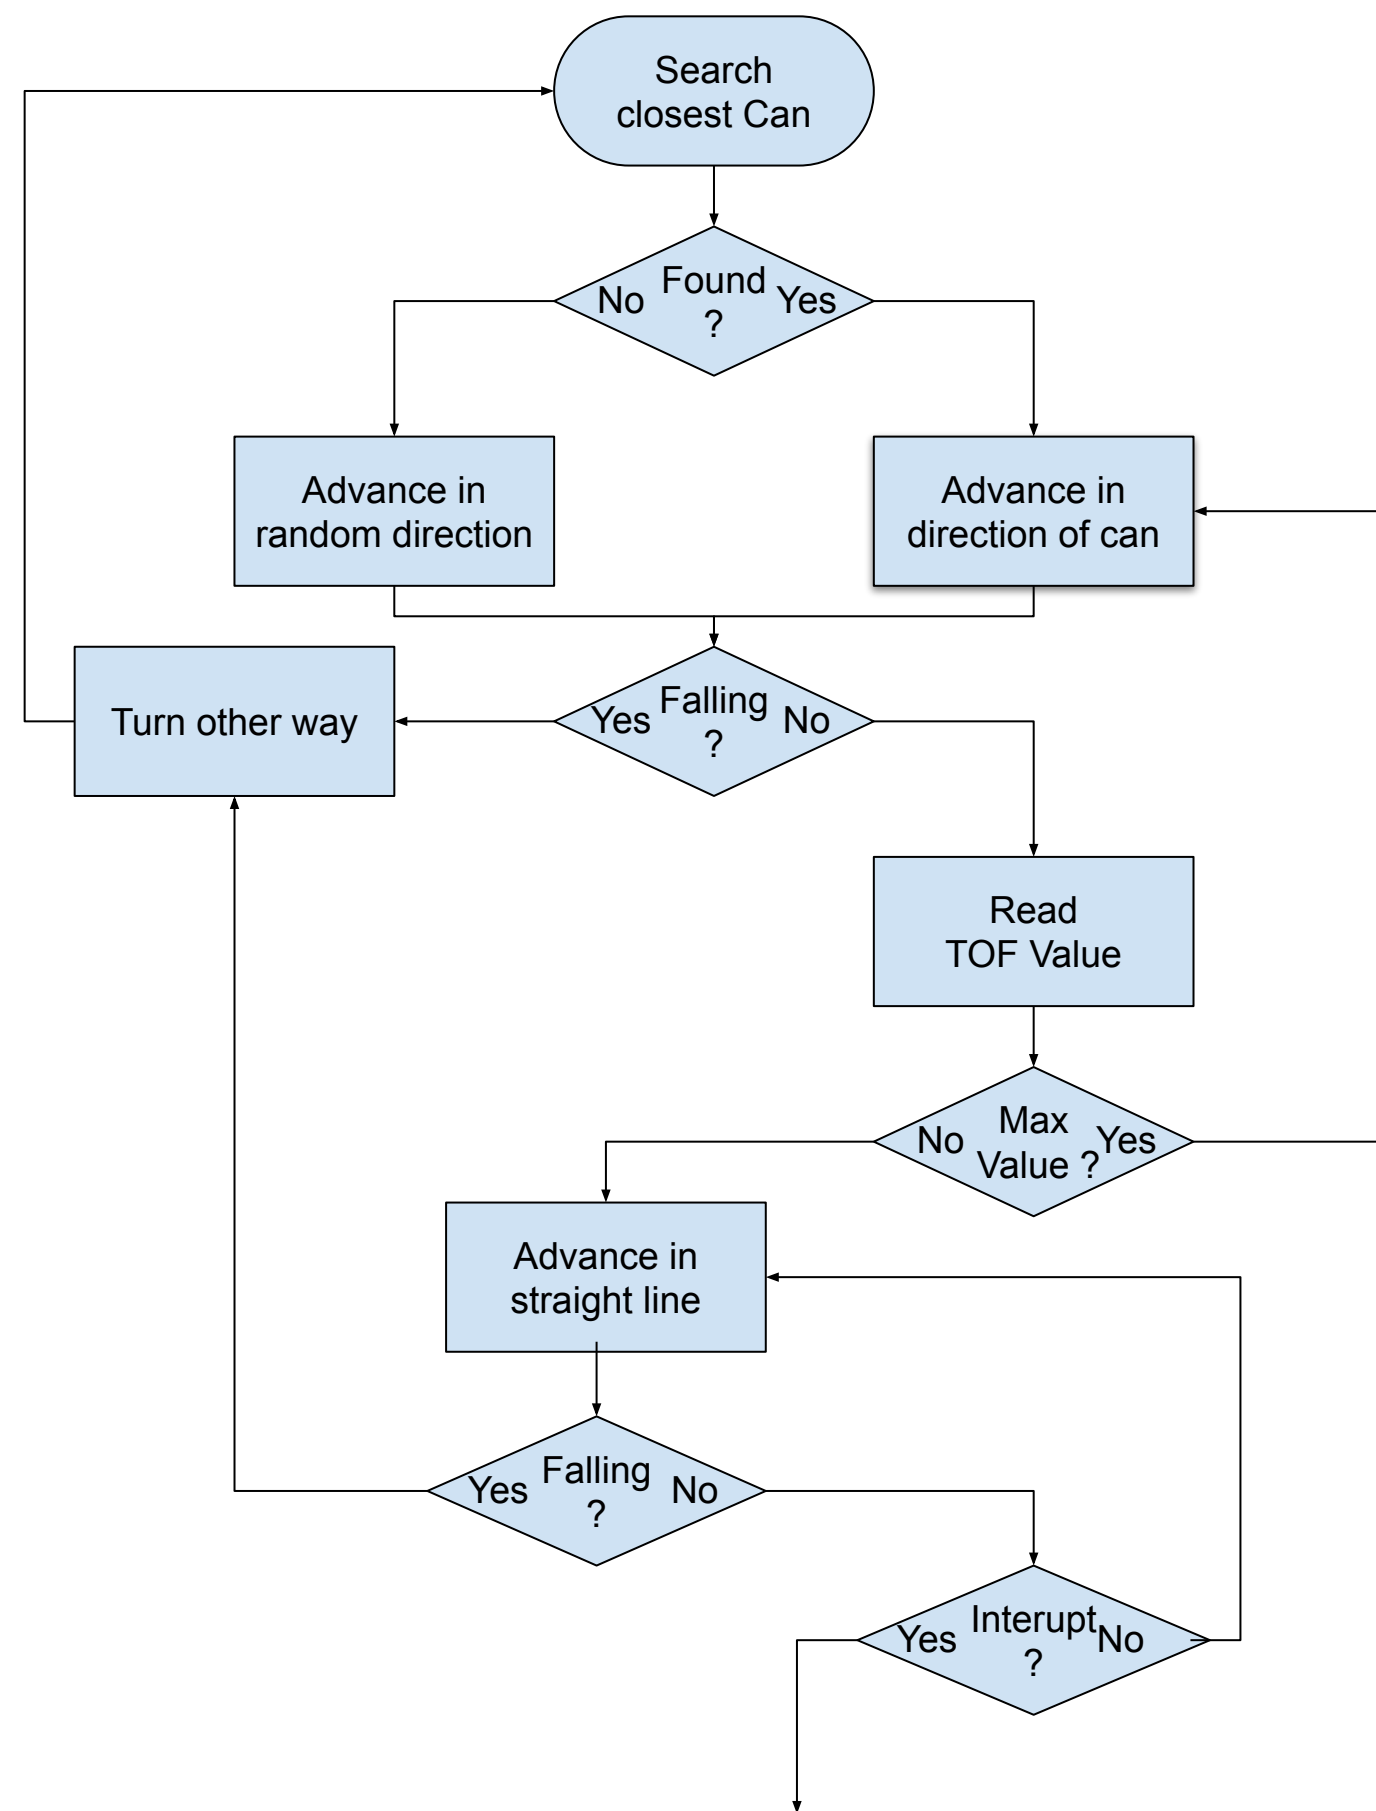 Search
closest Can
No
Found
?
Yes
Advance in
random direction
Advance in
direction of can
Turn other way
Yes
Falling
?
No
Read
TOF Value
No
Max
Value ?
Yes
Advance in
straight line
Yes
Falling
?
No
Yes
Interupt
?
No